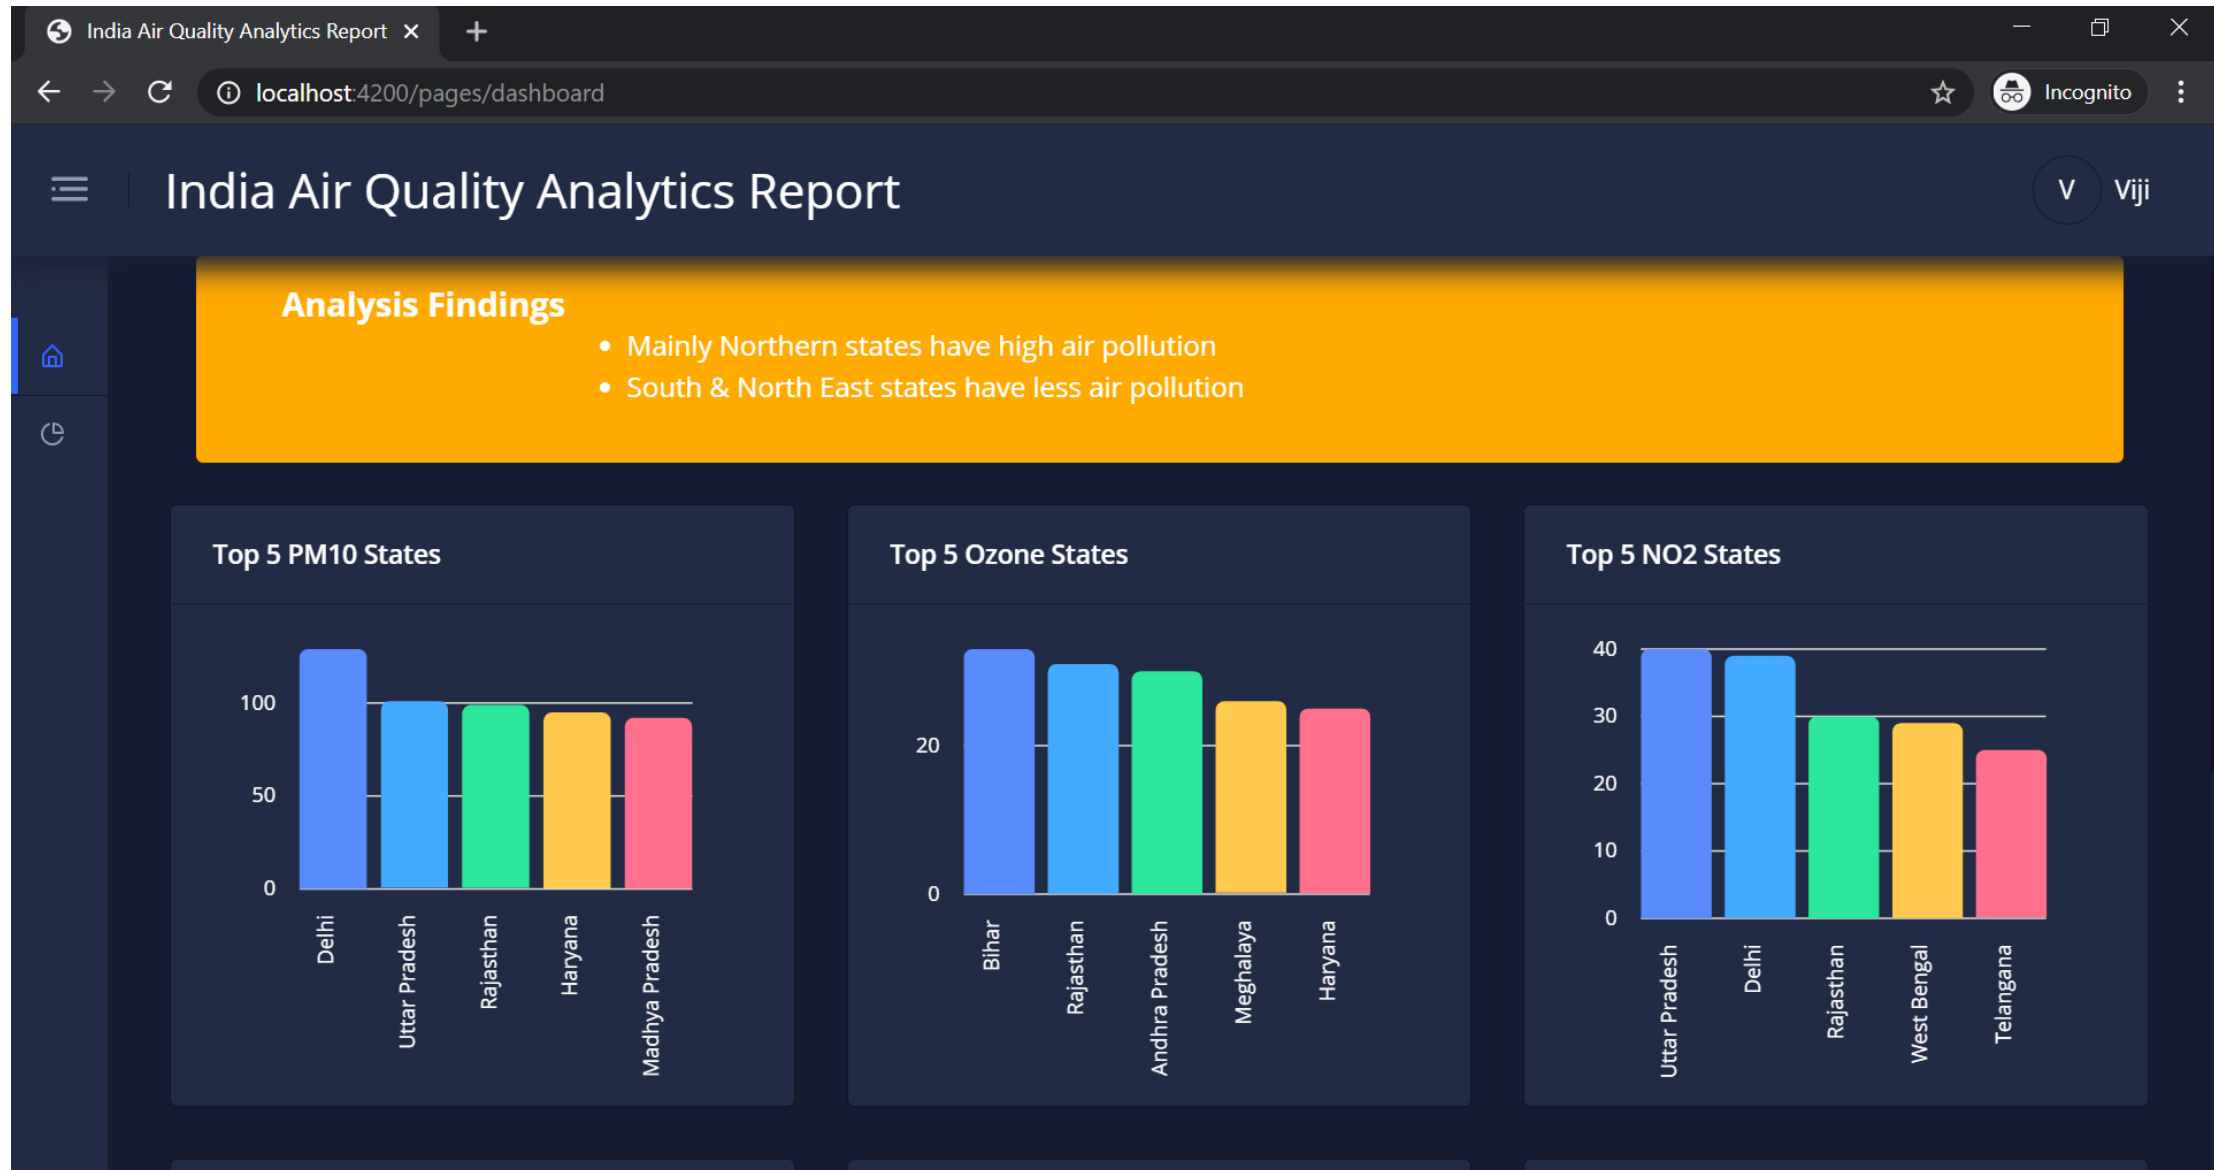 India Air Quality Analytics Report
localhost:4200/pages/dashboard
Incognito
India Air Quality Analytics Report
V
Viji
Analysis Findings
Mainly Northern states have high air pollution
South & North East states have less air pollution
Top 5 PM10 States
100
50
0
Delhi
Uttar Pradesh
Rajasthan
Haryana
Madhya Pradesh
Top 5 Ozone States
20
0
Bihar
Rajasthan
Andhra Pradesh
Meghalaya
Haryana
Top 5 NO2 States
40
30
20
10
0
Uttar Pradesh
Delhi
Rajasthan
West Bengal
Telangana